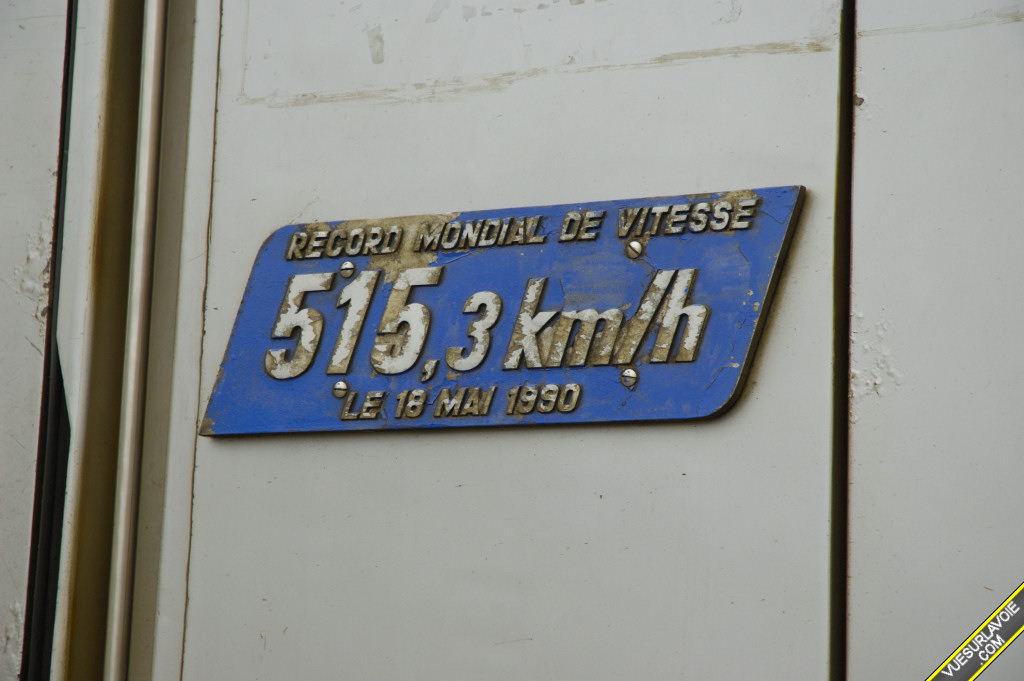 RECORD MONDIAL DE VITESSE
515,3 km/h
LE 18 MAI 1990
VUESURLAVOIE
.COM